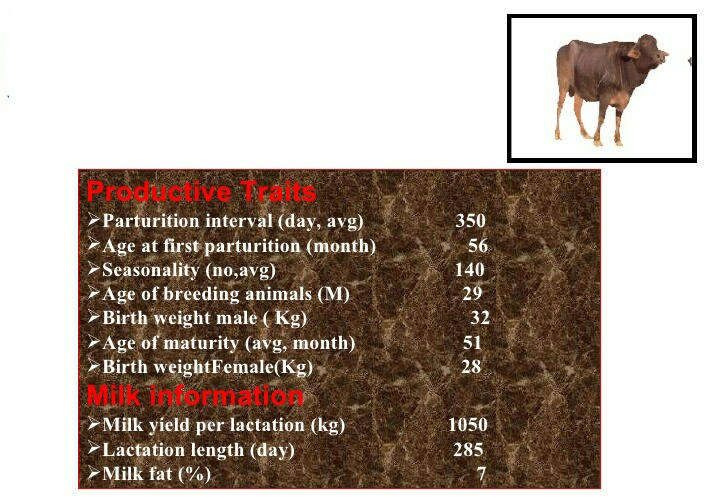 Productive Traits
➢Parturition interval (day, avg) 350
➢Age at first parturition (month) 56
➢Seasonality (no,avg) 140
➢Age of breeding animals (M) 29
➢Birth weight male ( Kg) 32
➢Age of maturity (avg, month) 51
➢Birth weightFemale(Kg) 28
Milk information
➢Milk yield per lactation (kg) 1050
➢Lactation length (day) 285
➢Milk fat (%) 7